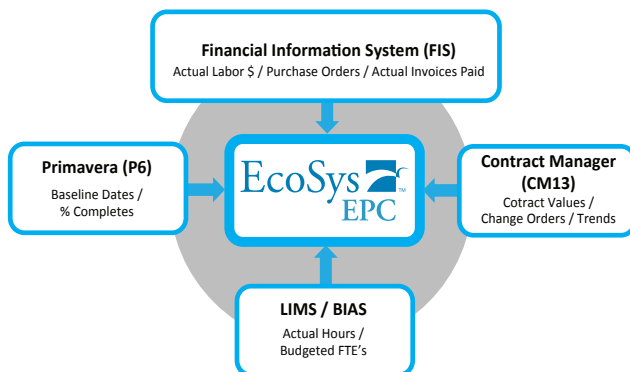 Financial Information System (FIS)
Actual Labor $ / Purchase Orders / Actual Invoices Paid
Primavera (P6)
Baseline Dates /
% Completes
EcoSys
™
EPC
Contract Manager
(CM13)
Cotract Values /
Change Orders / Trends
LIMS / BIAS
Actual Hours /
Budgeted FTE's